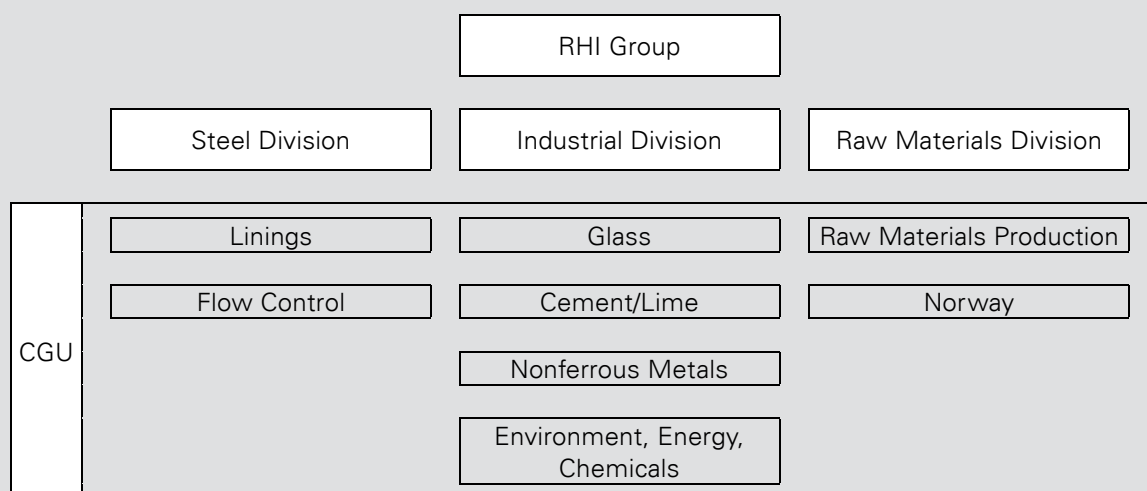 RHI Group
Steel Division
Industrial Division
Raw Materials Division
CGU
Linings
Glass
Raw Materials Production
Flow Control
Cement/Lime
Norway
Nonferrous Metals
Environment, Energy,
Chemicals